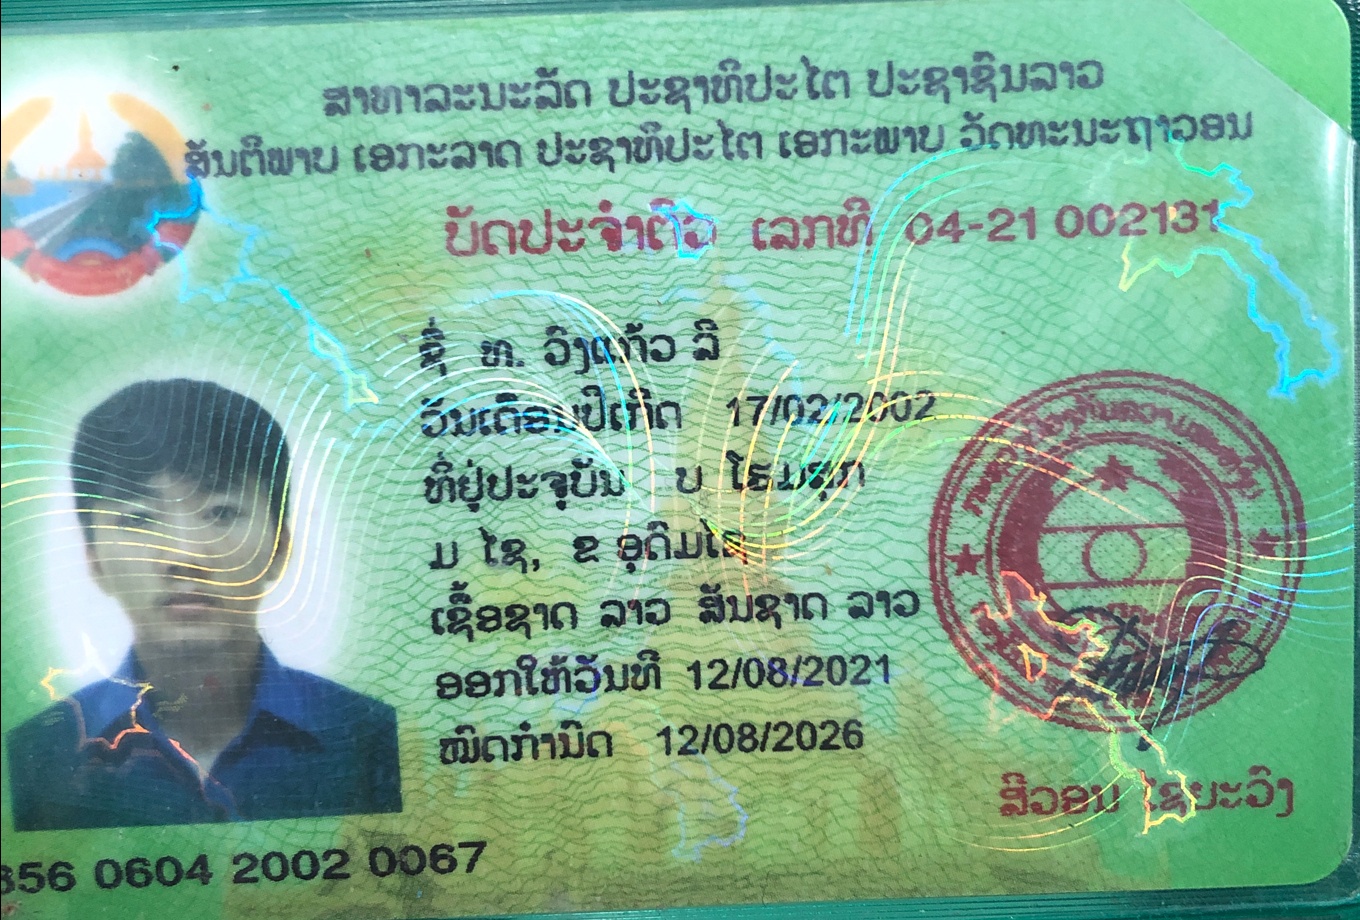 ສາທາລະນະລັດ ປະຊາທິປະໄຕ ປະຊາຊົນລາວ
ສັນຕິພາບ ເອກະລາດ ປະຊາທິປະໄຕ ເອກະພາບ ວັດທະນະຖາວອນ
ບັດປະຈຳຕົວ ເລກທີ 04-21 002131
ຊື່ ທ. ວົງແກ້ວ ລີ
ວັນເດືອນປີເກີດ 17/02/2002
ທີ່ຢູ່ປະຈຸບັນ ບ ໂຮມສຸກ
ມ ໄຊ, ຂ ອຸດົມໄຊ
ເຊື້ອຊາດ ລາວ ສັນຊາດ ລາວ
ອອກໃຫ້ວັນທີ 12/08/2021
ໝົດກຳນົດ 12/08/2026
ສີວອນ ໄຊຍະວົງ
856 0604 2002 0067